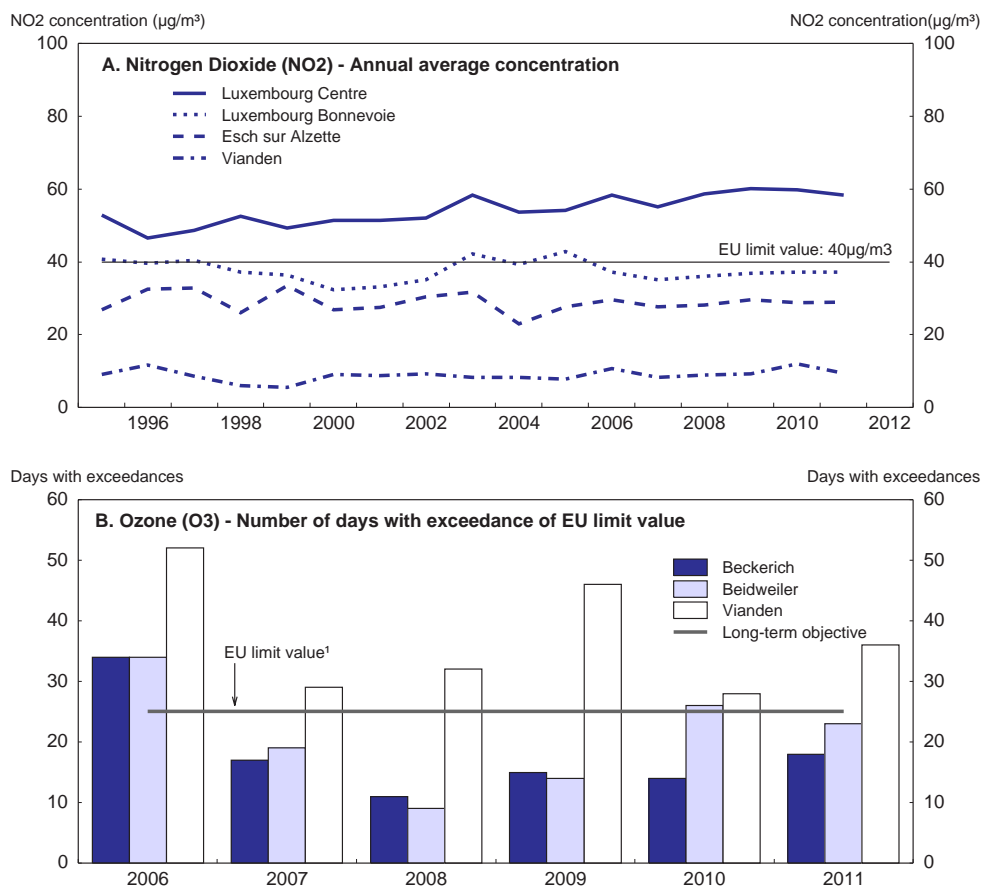 NO2 concentration (µg/m³) NO2 concentration(µg/m³)
100 100
A. Nitrogen Dioxide (NO2) - Annual average concentration
Luxembourg Centre
80 80
Luxembourg Bonnevoie
Esch sur Alzette
Vianden
60 60
EU limit value: 40µg/m3
40 40
20 20
0 0
1996 1998 2000 2002 2004 2006 2008 2010 2012
Days with exceedances Days with exceedances
60 60
B. Ozone (O3) - Number of days with exceedance of EU limit value
50 50
Beckerich
Beidweiler
Vianden
40 40
Long-term objective
EU limit value¹
30 30
20 20
10 10
0 0
2006 2007 2008 2009 2010 2011